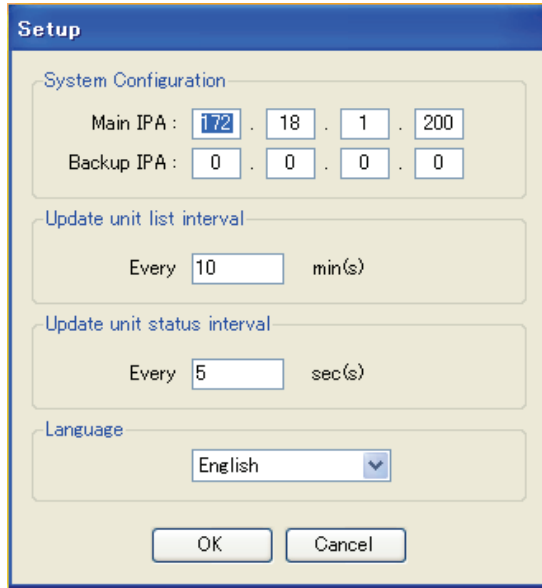 Setup
System Configuration
Main IPA : 172 . 18 . 1 . 200
Backup IPA : 0 . 0 . 0 . 0
Update unit list interval
Every 10 min(s)
Update unit status interval
Every 5 sec(s)
Language
English
OK Cancel